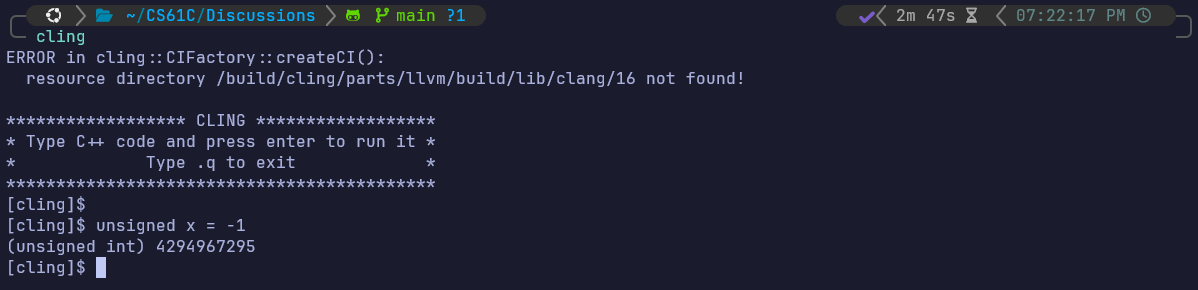 ~/CS61C/Discussions main ?1 2m 47s 07:22:17 PM
cling
ERROR in cling::CIFactory::createCI():
resource directory /build/cling/parts/llvm/build/lib/clang/16 not found!
****************** CLING ******************
* Type C++ code and press enter to run it *
* Type .q to exit *
*******************************************
[cling]$
[cling]$ unsigned x = -1
(unsigned int) 4294967295
[cling]$